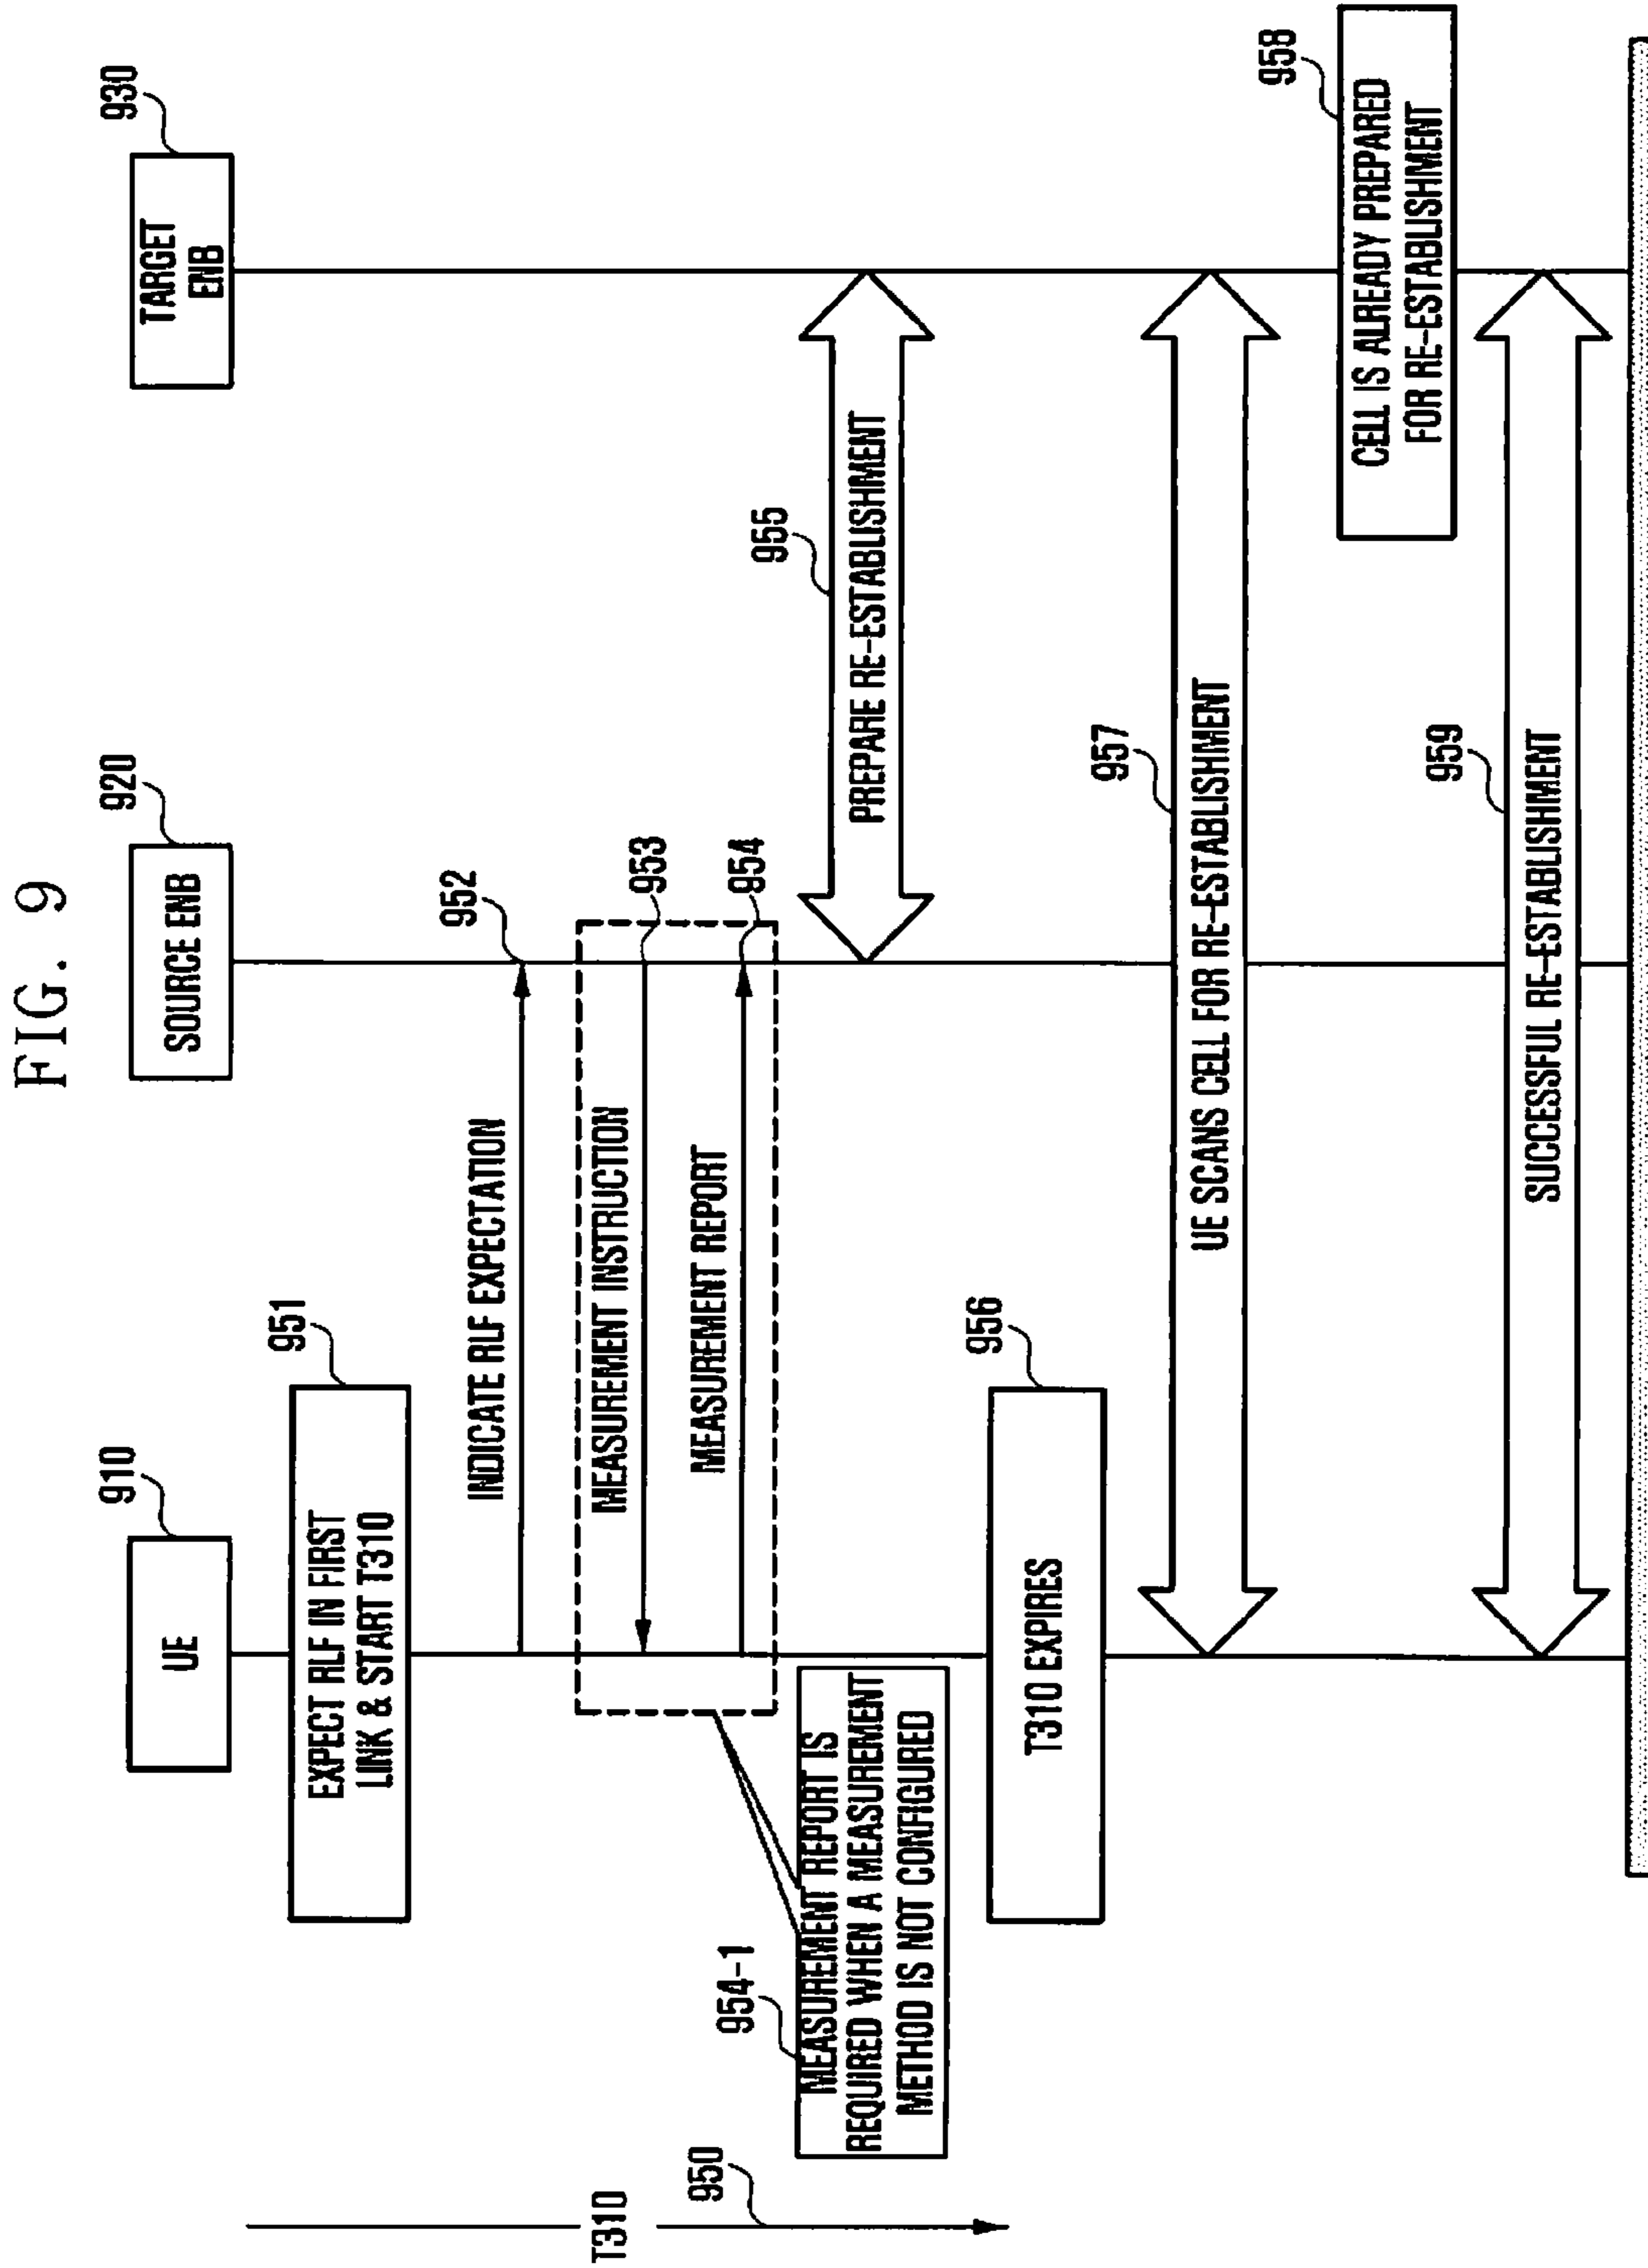 FIG. 9
UE
910
SOURCE ENB
920
TARGET
ENB
930
EXPECT RLF IN FIRST
LINK & START T310
951
INDICATE RLF EXPECTATION
952
MEASUREMENT INSTRUCTION
953
MEASUREMENT REPORT
954
954-1
MEASUREMENT REPORT IS
REQUIRED WHEN A MEASUREMENT
METHOD IS NOT CONFIGURED
T310
950
PREPARE RE-ESTABLISHMENT
955
T310 EXPIRES
956
UE SCANS CELL FOR RE-ESTABLISHMENT
957
CELL IS ALREADY PREPARED
FOR RE-ESTABLISHMENT
958
SUCCESSFUL RE-ESTABLISHMENT
959